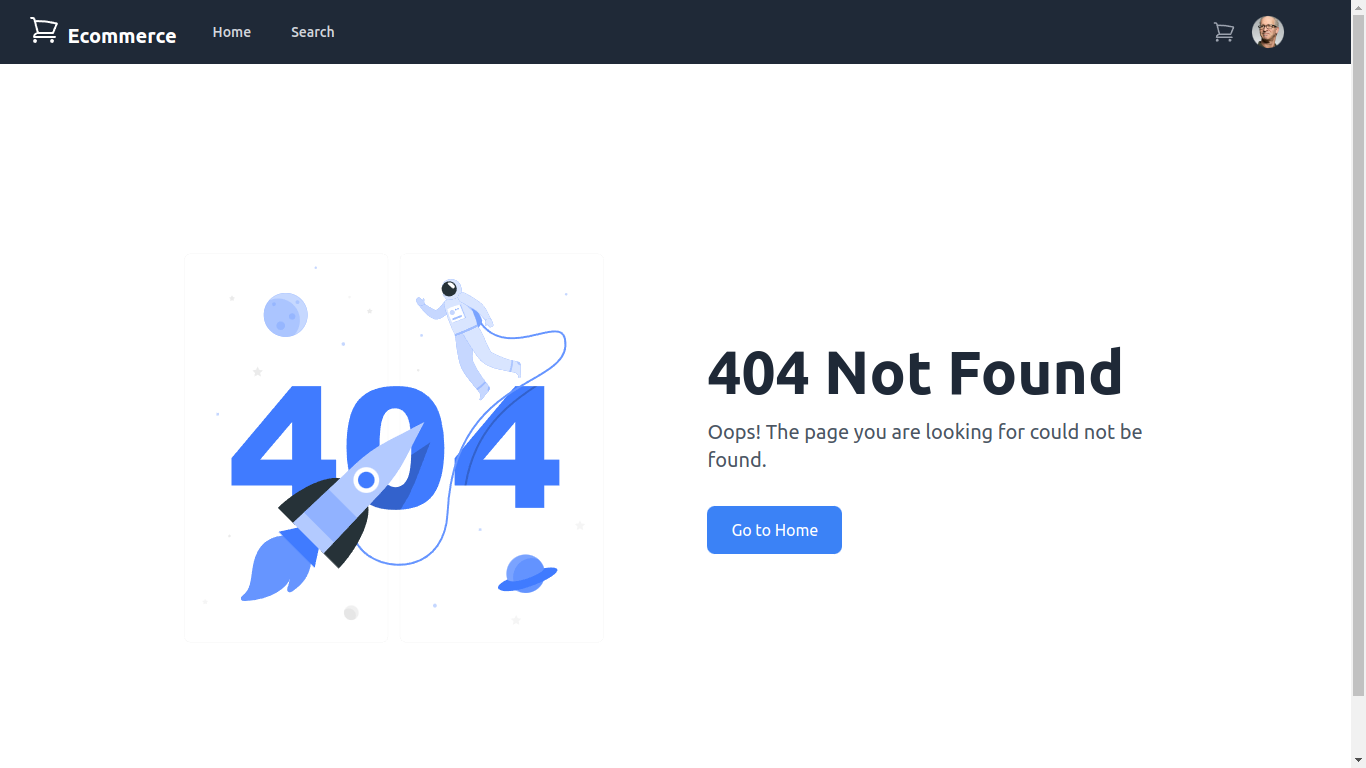 Ecommerce
Home
Search
404
404 Not Found
Oops! The page you are looking for could not be
found.
Go to Home